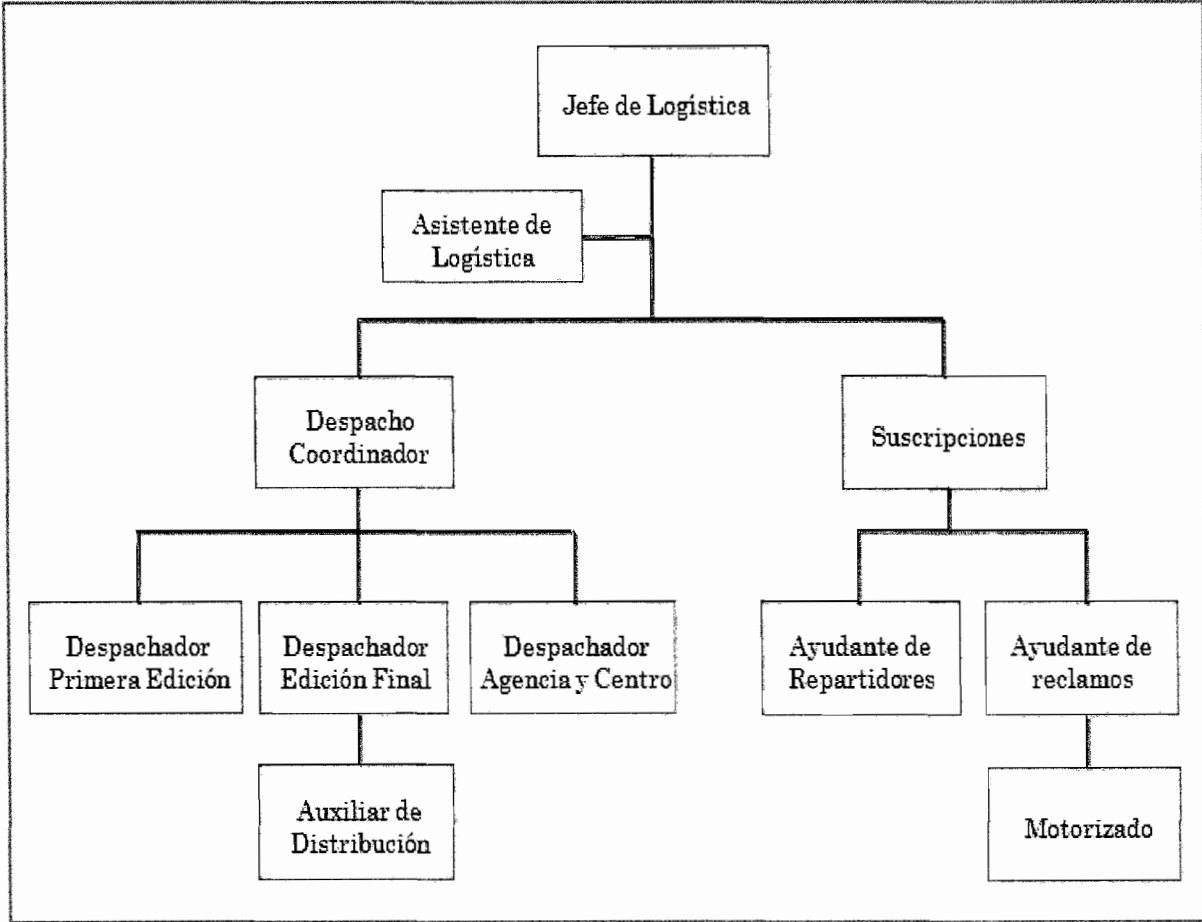 Jefe de Logística
Asistente de
Logística
Despacho
Coordinador
Suscripciones
Despachador
Primera Edición
Despachador
Edición Final
Despachador
Agencia y Centro
Ayudante de
Repartidores
Ayudante de
reclamos
Auxiliar de
Distribución
Motorizado